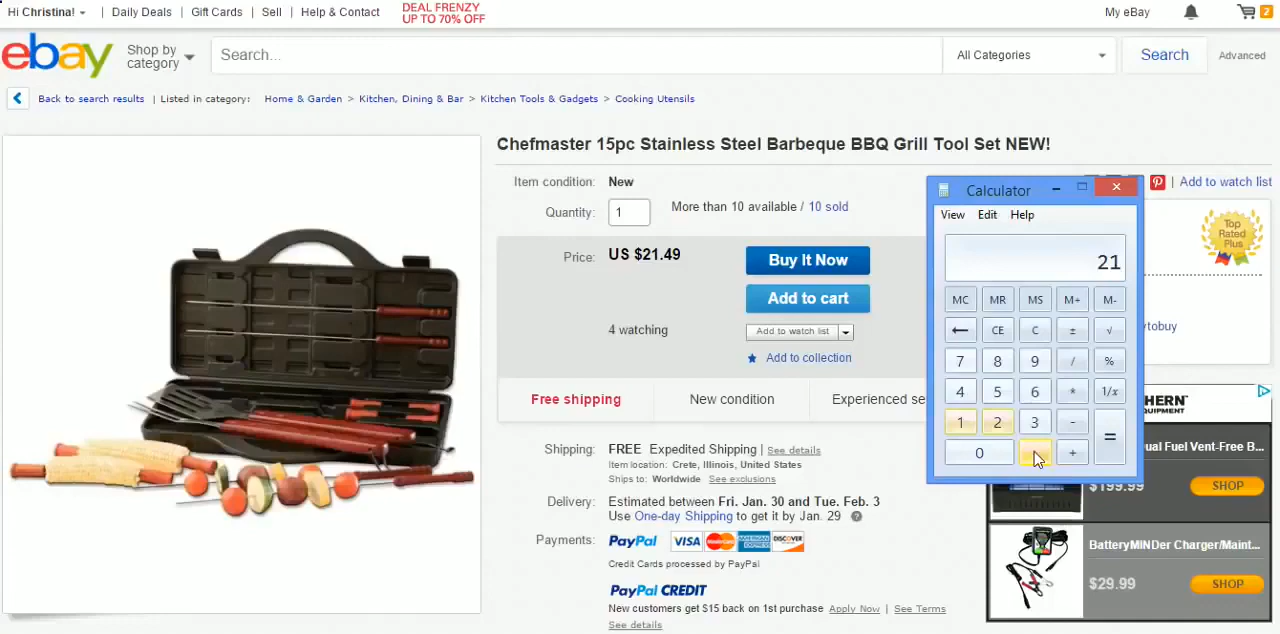 Hi Christina!
Daily Deals
Gift Cards
Sell
Help & Contact
DEAL FRENZY
UP TO 70% OFF
My eBay
2
ebay
Shop by
category
Search...
All Categories
Search
Advanced
Back to search results | Listed in category: Home & Garden > Kitchen, Dining & Bar > Kitchen Tools & Gadgets > Cooking Utensils
Chefmaster 15pc Stainless Steel Barbeque BBQ Grill Tool Set NEW!
Item condition: New
Quantity: 1 More than 10 available / 10 sold
Price: US $21.49
Buy It Now
Add to cart
4 watching
Add to watch list
Add to collection
Free shipping
New condition
Experienced se
Shipping: FREE Expedited Shipping | See details
Item location: Crete, Illinois, United States
Ships to: Worldwide See exclusions
Delivery: Estimated between Fri. Jan. 30 and Tue. Feb. 3
Use One-day Shipping to get it by Jan. 29 ?
Payments: PayPal VISA MasterCard AMERICAN EXPRESS DISCOVER
Credit Cards processed by PayPal
PayPal CREDIT
New customers get $15 back on 1st purchase Apply Now | See Terms
See details
Calculator
View Edit Help
21
MC MR MS M+ M-
← CE C ± √
7 8 9 / %
4 5 6 * 1/x
1 2 3 - =
0 +
| Add to watch list
Top
Rated
Plus
tobuy
HERN
QUIPMENT
ual Fuel Vent-Free B...
$199.99
SHOP
BatteryMINDer Charger/Maint...
$29.99
SHOP